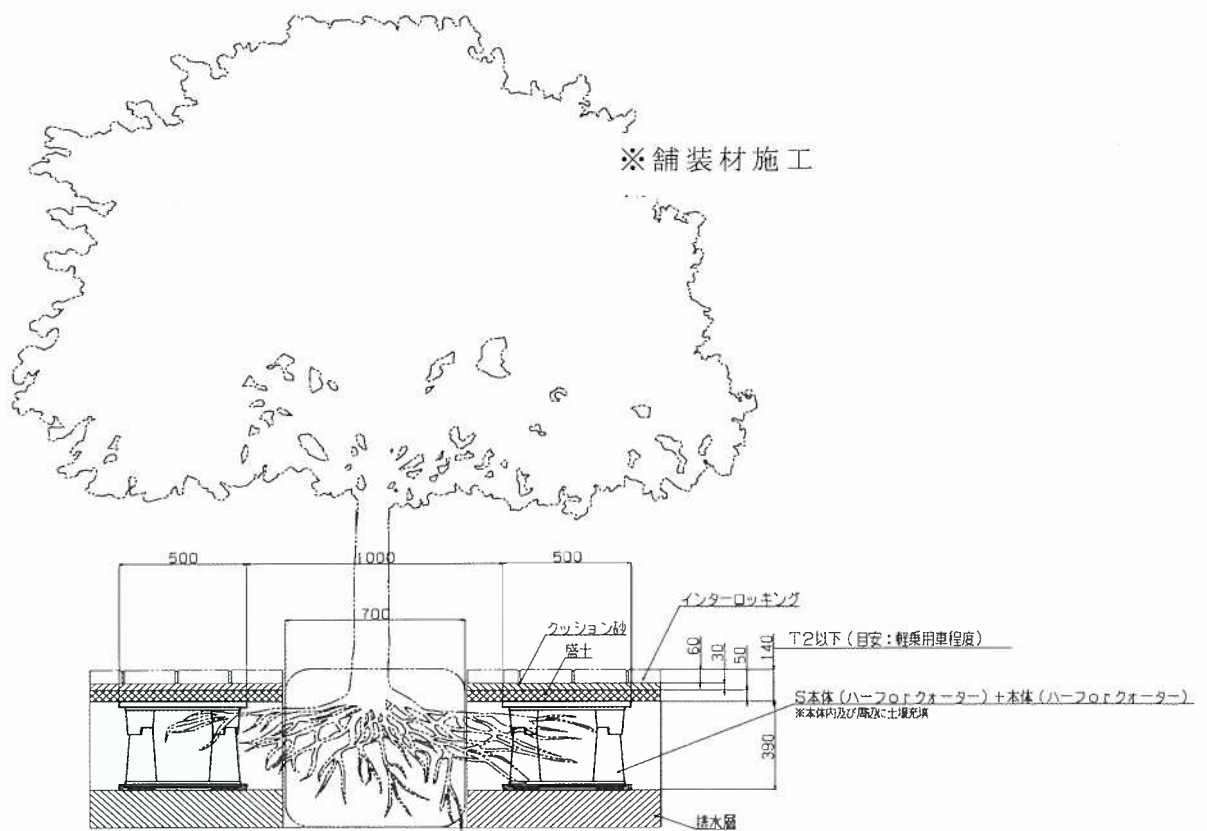 ※舗装材施工
500
1000
500
700
インターロッキング
クッション砂
盛土
60
30
50
140
T2以下(目安:軽乗用車程度)
S本体(ハーフorクォーター)+本体(ハーフorクォーター)
※本体内及び周辺に土壌充填
390
排水層